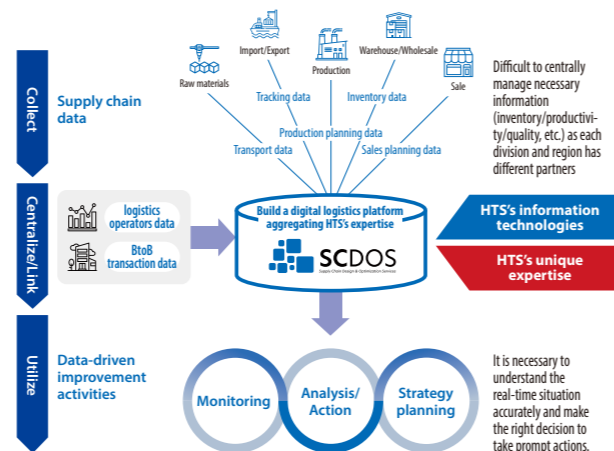 Collect
Supply chain
data
Raw materials
Import/Export
Production
Warehouse/Wholesale
Sale
Tracking data
Inventory data
Production planning data
Transport data
Sales planning data
Difficult to centrally
manage necessary
information
(inventory/productivi-
ty/quality, etc.) as each
division and region has
different partners
Centralize/Link
logistics
operators data
BtoB
transaction data
Build a digital logistics platform
aggregating HTS's expertise
SCDOS
Supply Chain Design & Optimization Services
HTS's information
technologies
HTS's unique
expertise
Utilize
Data-driven
improvement
activities
Monitoring
Analysis/
Action
Strategy
planning
It is necessary to
understand the
real-time situation
accurately and make
the right decision to
take prompt actions.